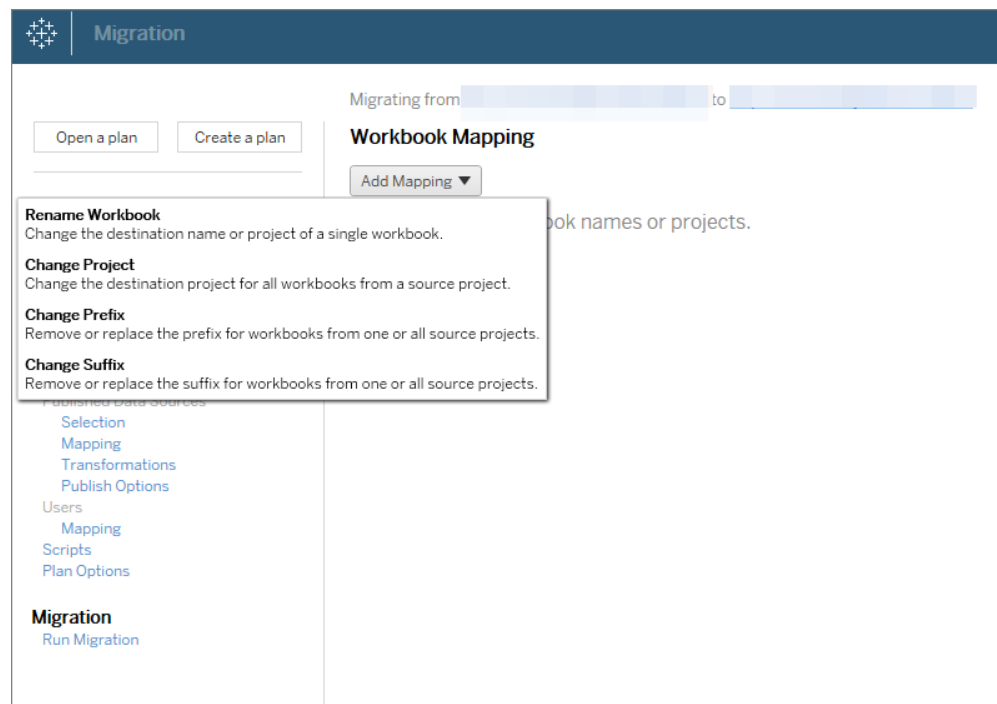 Migration
Migrating from to
Open a plan
Create a plan
Workbook Mapping
Add Mapping ▼
ook names or projects.
Rename Workbook
Change the destination name or project of a single workbook.
Change Project
Change the destination project for all workbooks from a source project.
Change Prefix
Remove or replace the prefix for workbooks from one or all source projects.
Change Suffix
Remove or replace the suffix for workbooks from one or all source projects.
Published Data Sources
Selection
Mapping
Transformations
Publish Options
Users
Mapping
Scripts
Plan Options
Migration
Run Migration